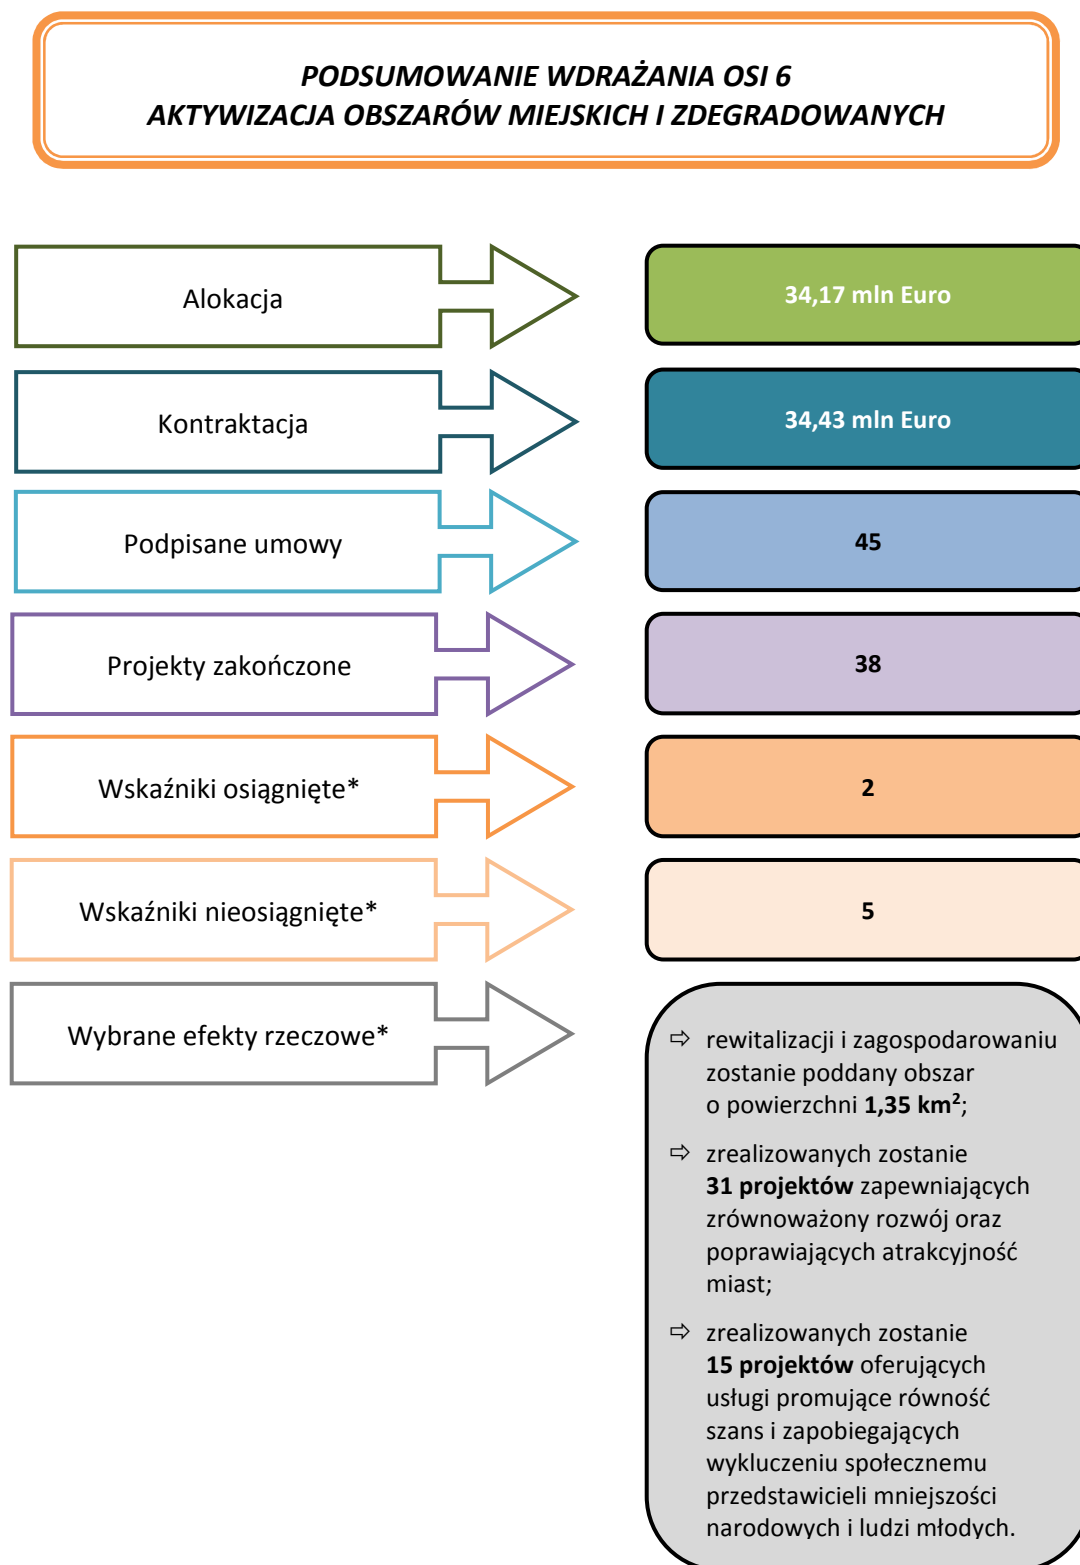 PODSUMOWANIE WDRAŻANIA OSI 6
AKTYWIZACJA OBSZARÓW MIEJSKICH I ZDEGRADOWANYCH
Alokacja
34,17 mln Euro
Kontraktacja
34,43 mln Euro
Podpisane umowy
45
Projekty zakończone
38
Wskaźniki osiągnięte*
2
Wskaźniki nieosiągnięte*
5
Wybrane efekty rzeczowe*
⇨ rewitalizacji i zagospodarowaniu
zostanie poddany obszar
o powierzchni 1,35 km²;
⇨ zrealizowanych zostanie
31 projektów zapewniających
zrównoważony rozwój oraz
poprawiających atrakcyjność
miast;
⇨ zrealizowanych zostanie
15 projektów oferujących
usługi promujące równość
szans i zapobiegających
wykluczeniu społecznemu
przedstawicieli mniejszości
narodowych i ludzi młodych.